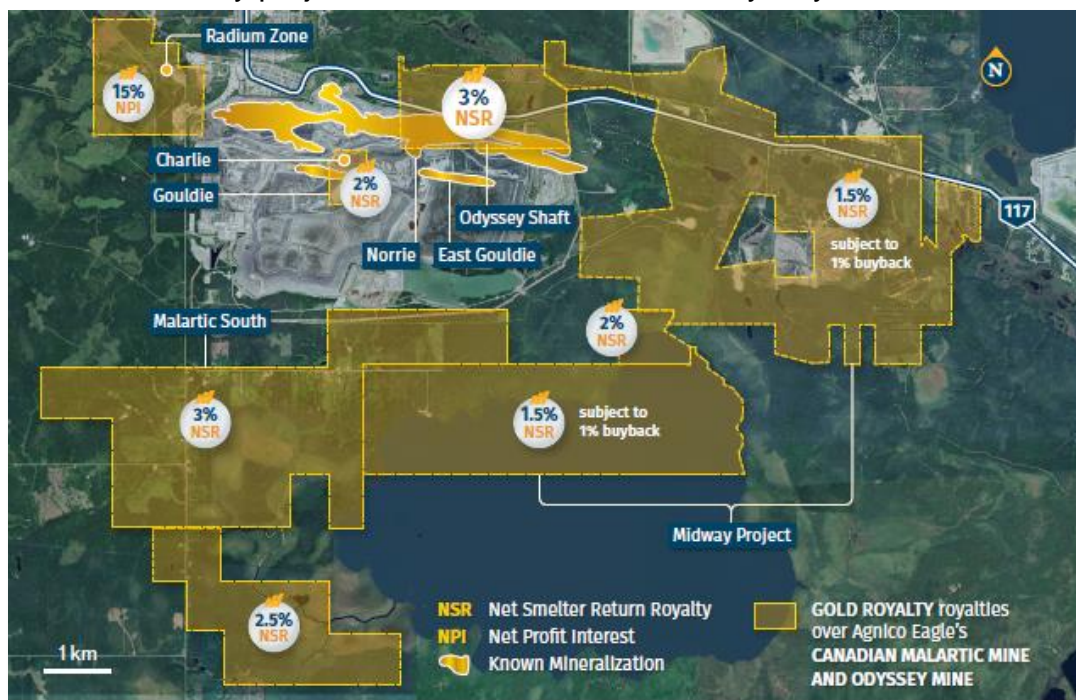 Radium Zone
N
15%
NPI
3%
NSR
Charlie
Gouldie
2%
NSR
Odyssey Shaft
1.5%
NSR
117
subject to
1% buyback
Norrie
East Gouldie
Malartic South
2%
NSR
3%
NSR
1.5%
NSR
subject to
1% buyback
Midway Project
2.5%
NSR
1 km
NSR Net Smelter Return Royalty
NPI Net Profit Interest
Known Mineralization
GOLD ROYALTY royalties
over Agnico Eagle's
CANADIAN MALARTIC MINE
AND ODYSSEY MINE